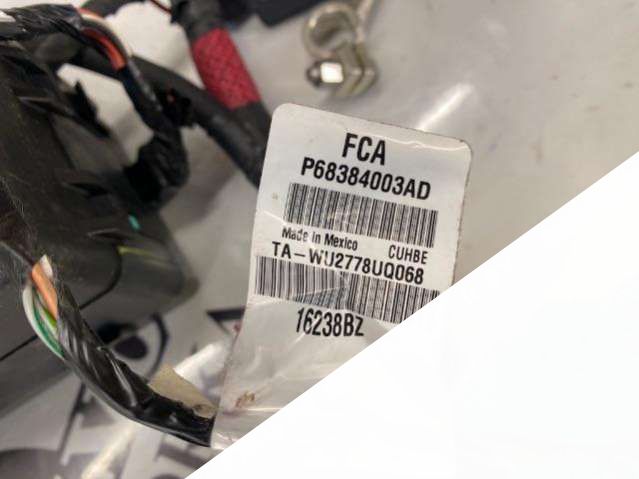 FCA
P68384003AD
Made in Mexico CUHBE
TA-WU2778UQ068
16238BZ